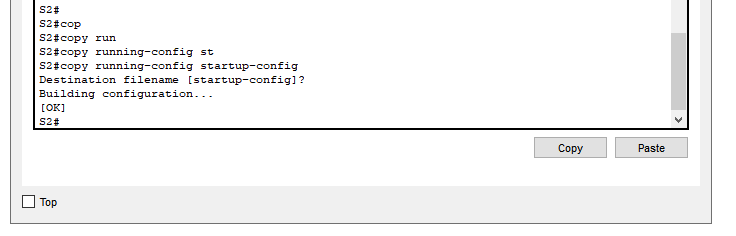 S2#
S2#cop
S2#copy run
S2#copy running-config st
S2#copy running-config startup-config
Destination filename [startup-config]?
Building configuration...
[OK]
S2#
Copy Paste
Top